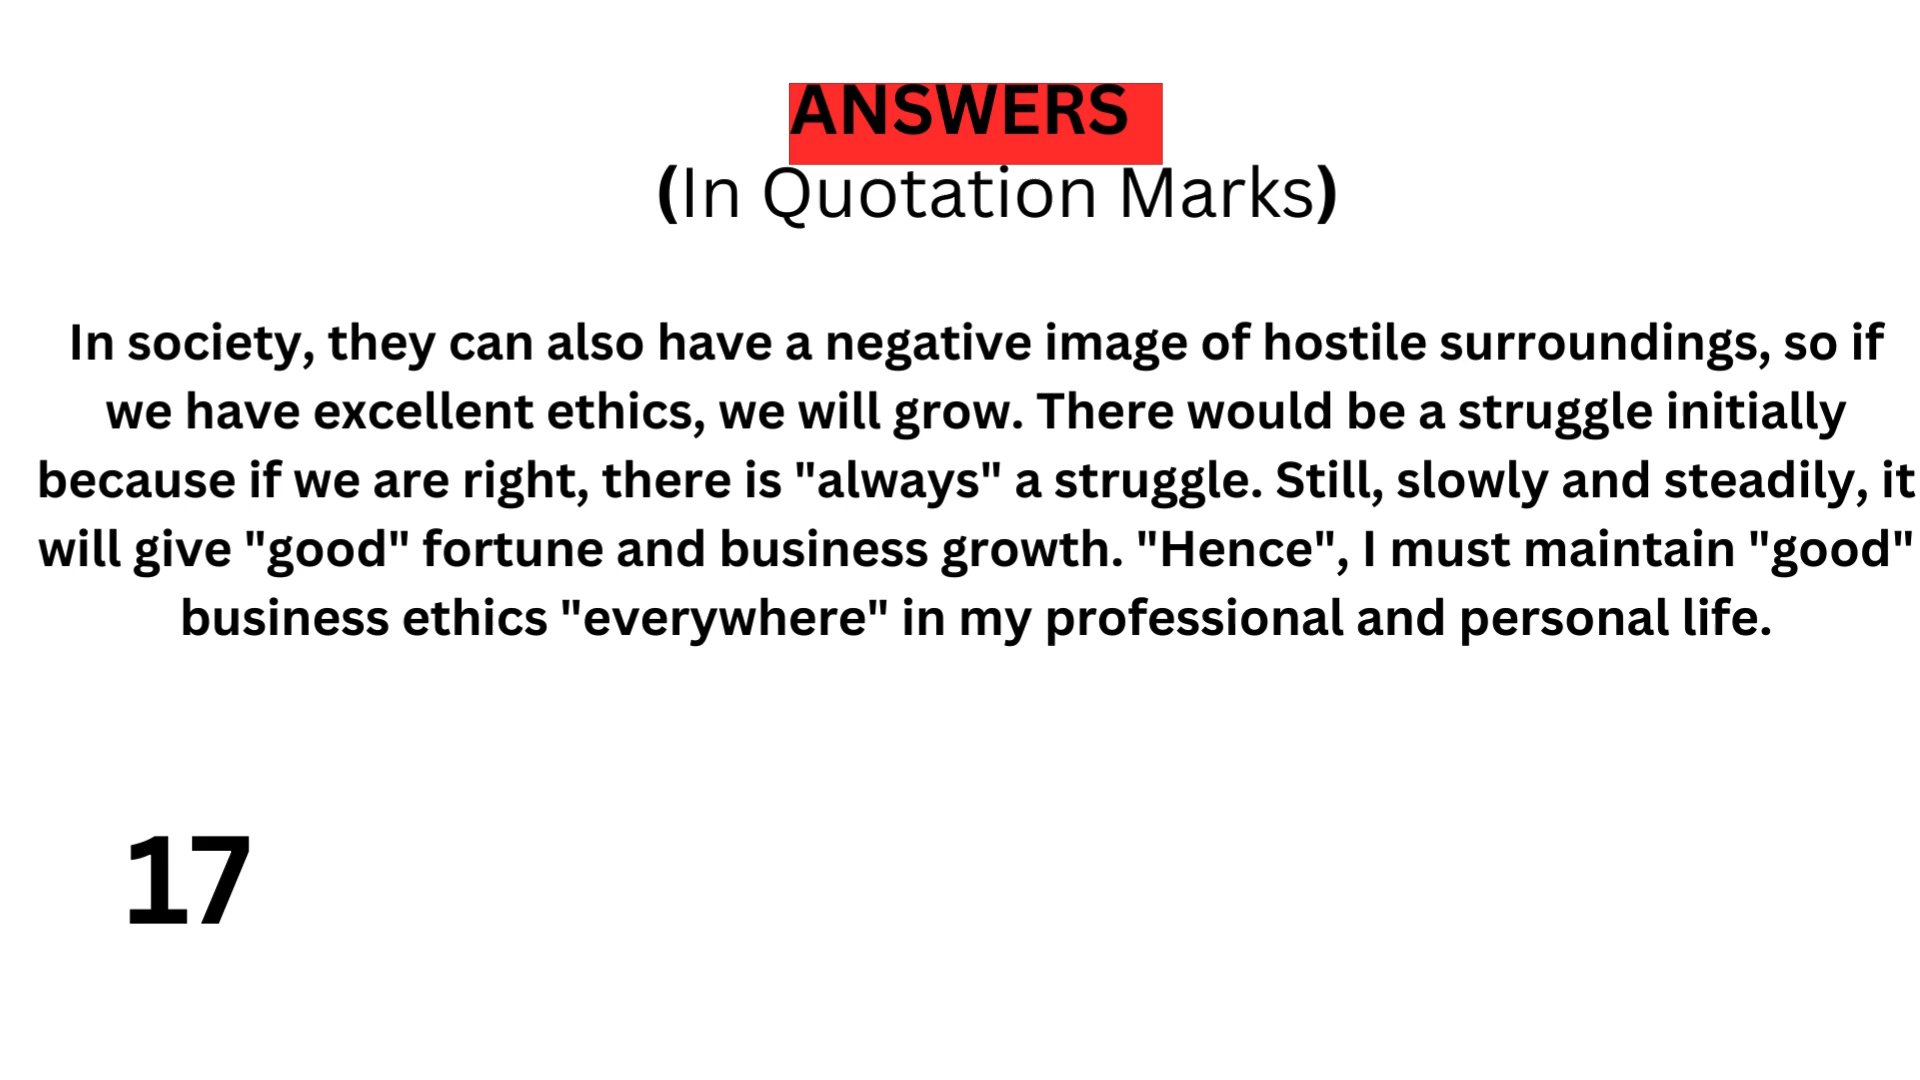 ANSWERS
(In Quotation Marks)
In society, they can also have a negative image of hostile surroundings, so if
we have excellent ethics, we will grow. There would be a struggle initially
because if we are right, there is "always" a struggle. Still, slowly and steadily, it
will give "good" fortune and business growth. "Hence", I must maintain "good"
business ethics "everywhere" in my professional and personal life.
17